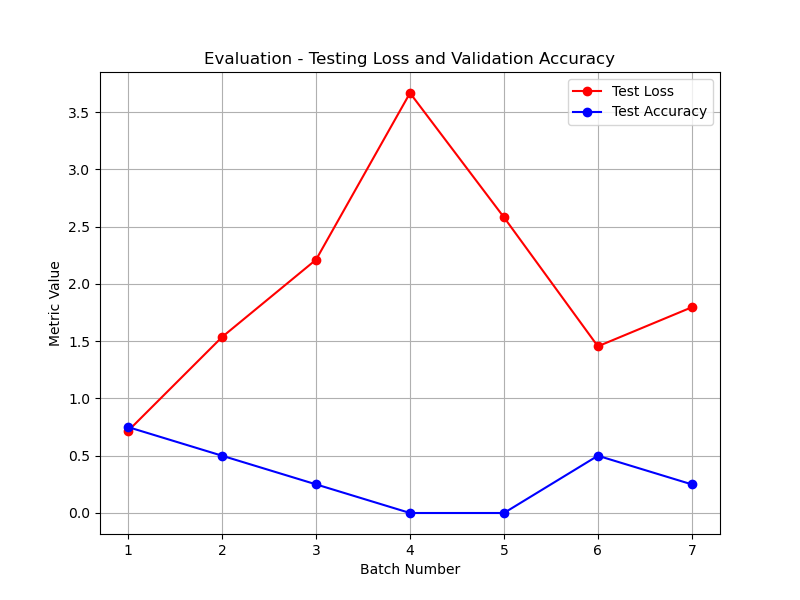 Evaluation - Testing Loss and Validation Accuracy
Test Loss
Test Accuracy
3.5
3.0
2.5
2.0
1.5
1.0
0.5
0.0
Metric Value
1 2 3 4 5 6 7
Batch Number